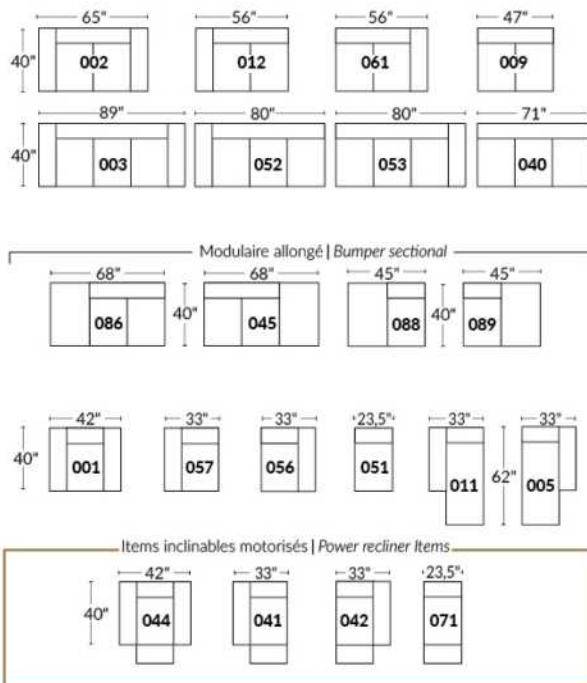 65" 56" 56" 47"
40" 002 012 061 009
89" 80" 80" 71"
40" 003 052 053 040
Modulaire allongé | Bumper sectional
68" 68" 45" 45"
086 40" 045 088 40" 089
42" 33" 33" 23,5" 33" 33"
40" 001 057 056 051 011 62" 005
Items inclinables motorisés | Power recliner Items
42" 33" 33" 23,5"
40" 044 041 042 071